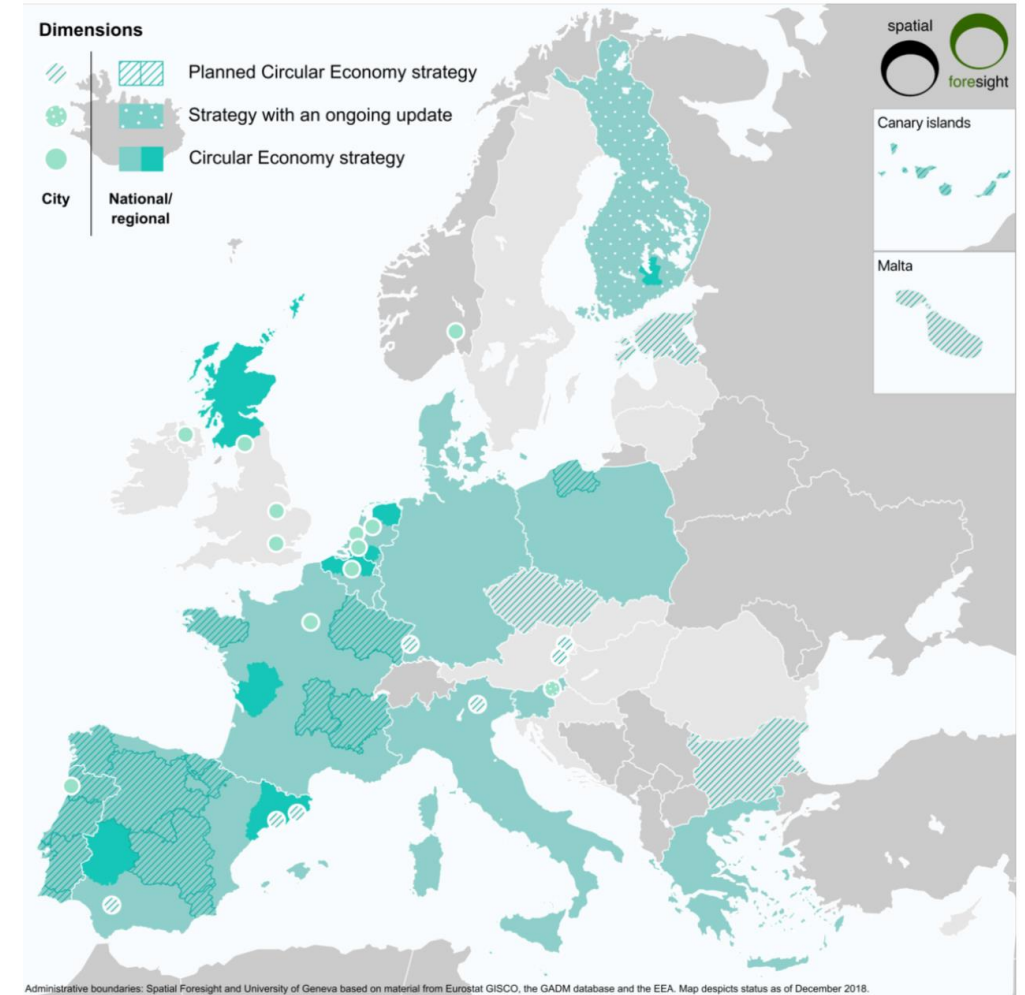 Dimensions
Planned Circular Economy strategy
Strategy with an ongoing update
Circular Economy strategy
City
National/
regional
spatial
foresight
Canary islands
Malta
Administrative boundaries: Spatial Foresight and University of Geneva based on material from Eurostat GISCO, the GADM database and the EEA. Map despicts status as of December 2018.